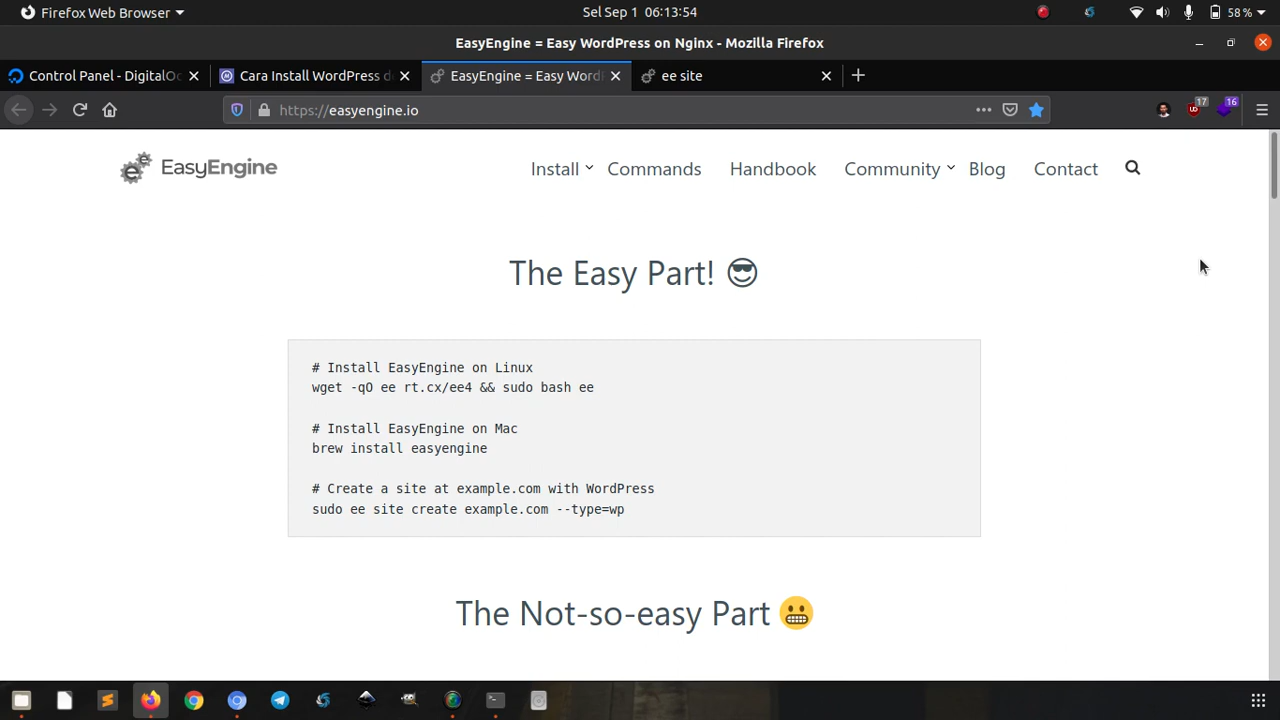 Firefox Web Browser
Sel Sep 1 06:13:54
58 %
EasyEngine = Easy WordPress on Nginx - Mozilla Firefox
Control Panel - DigitalOc
Cara Install WordPress d
EasyEngine = Easy WordP
ee site
https://easyengine.io
17
16
EasyEngine
Install
Commands
Handbook
Community
Blog
Contact
The Easy Part! 😎
# Install EasyEngine on Linux
wget -qO ee rt.cx/ee4 && sudo bash ee
# Install EasyEngine on Mac
brew install easyengine
# Create a site at example.com with WordPress
sudo ee site create example.com --type=wp
The Not-so-easy Part 😬